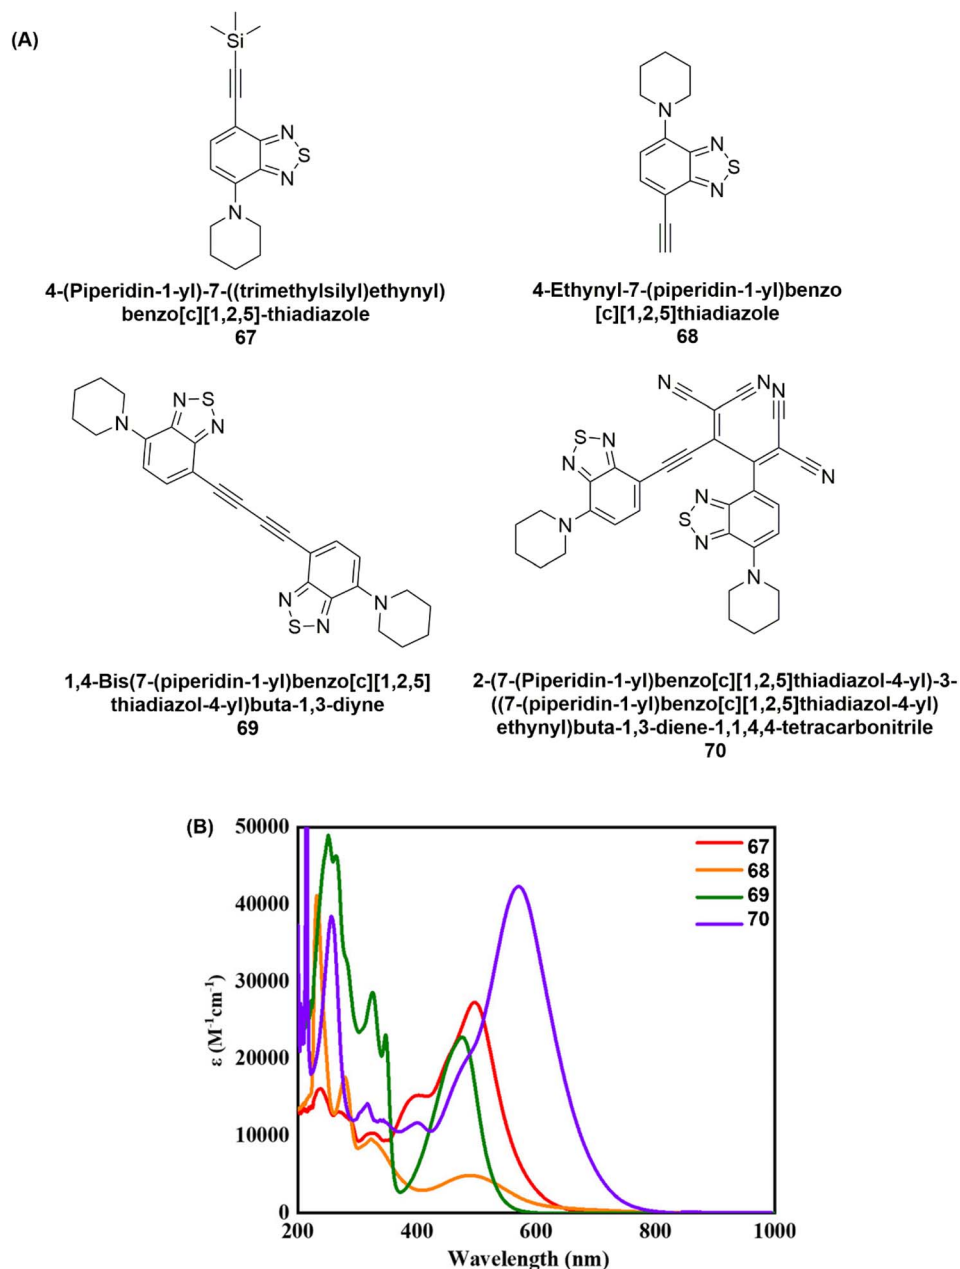 (A)
Si
N
S
N
N
4-(Piperidin-1-yl)-7-((trimethylsilyl)ethynyl)
benzo[c][1,2,5]-thiadiazole
67
N
N
S
N
4-Ethynyl-7-(piperidin-1-yl)benzo
[c][1,2,5]thiadiazole
68
N
N
S
N
N
S
N
N
1,4-Bis(7-(piperidin-1-yl)benzo[c][1,2,5]
thiadiazol-4-yl)buta-1,3-diyne
69
N
N
N
N
S
N
N
N
N
S
N
N
2-(7-(Piperidin-1-yl)benzo[c][1,2,5]thiadiazol-4-yl)-3-
((7-(piperidin-1-yl)benzo[c][1,2,5]thiadiazol-4-yl)
ethynyl)buta-1,3-diene-1,1,4,4-tetracarbonitrile
70
(B)
50000
40000
30000
20000
10000
0
ε (M⁻¹cm⁻¹)
67
68
69
70
200
400
600
800
1000
Wavelength (nm)